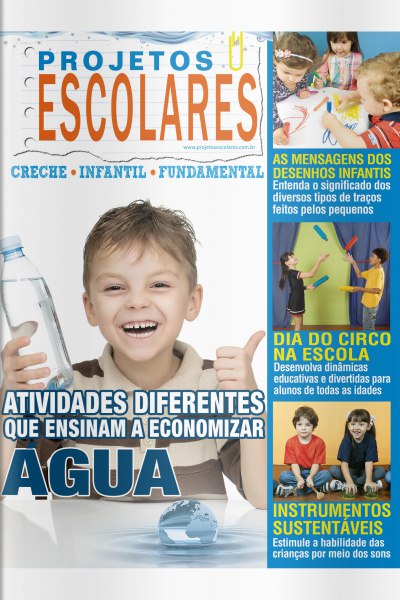 PROJETOS
ESCOLARES
www.projetosescolares.com.br
CRECHE • INFANTIL • FUNDAMENTAL
ATIVIDADES DIFERENTES
QUE ENSINAM A ECONOMIZAR
ÁGUA
AS MENSAGENS DOS
DESENHOS INFANTIS
Entenda o significado dos
diversos tipos de traços
feitos pelos pequenos
DIA DO CIRCO
NA ESCOLA
Desenvolva dinâmicas
educativas e divertidas para
alunos de todas as idades
INSTRUMENTOS
SUSTENTÁVEIS
Estimule a habilidade das
crianças por meio dos sons